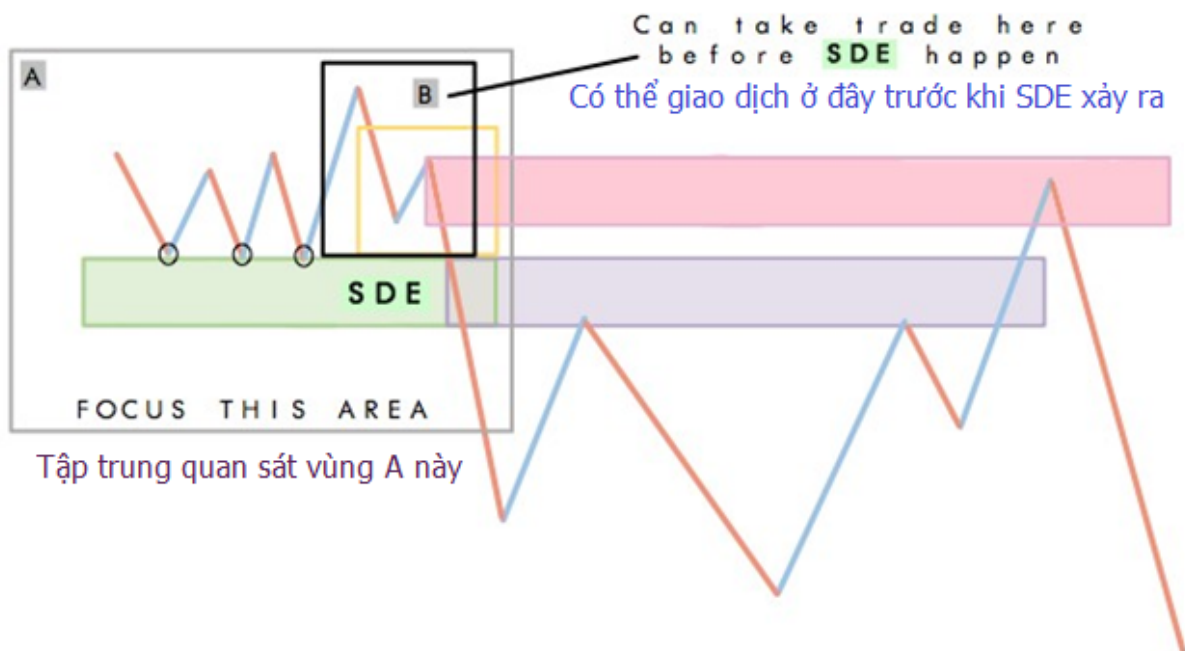 Can take trade here
before SDE happen
Có thể giao dịch ở đây trước khi SDE xảy ra
A
B
SDE
FOCUS THIS AREA
Tập trung quan sát vùng A này